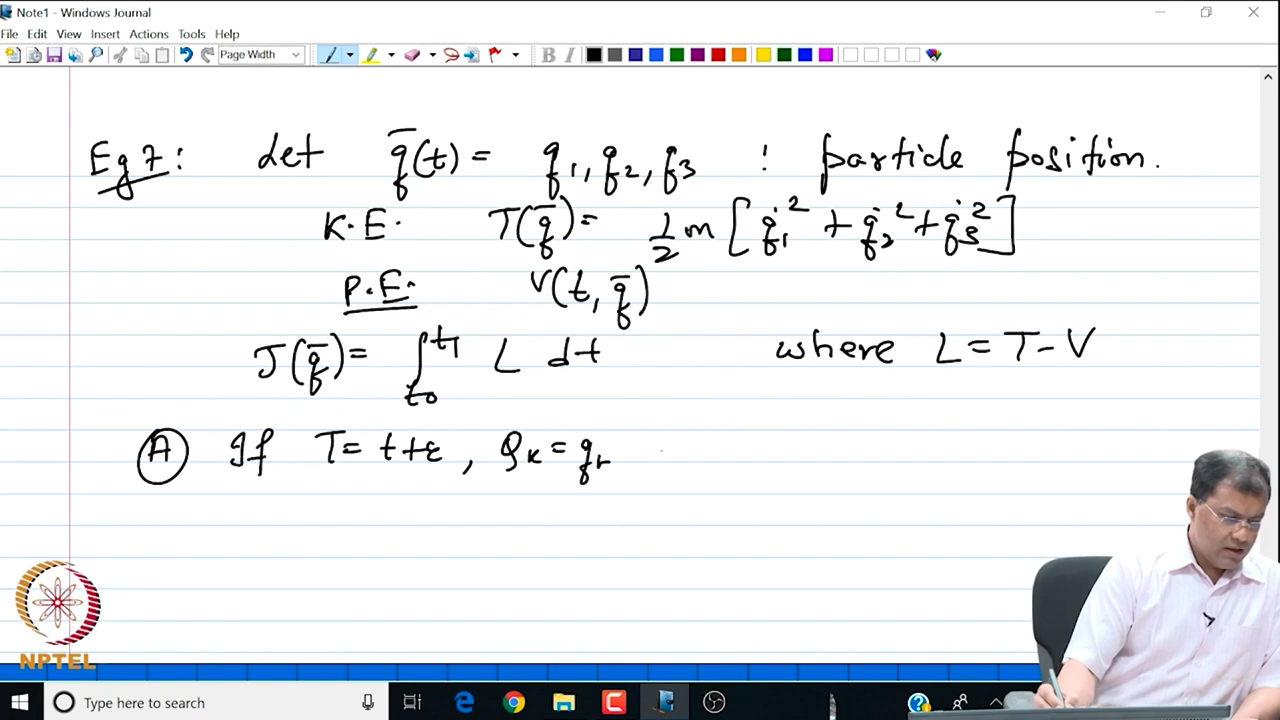 Note1 - Windows Journal
File Edit View Insert Actions Tools Help
Page Width
Eg 7: Let q̄(t) = q₁, q₂, q₃ : particle position.
K.E. T(q̄) = 1/2 m [q̇₁² + q̇₂² + q̇₃²]
P.E. V(t, q̄)
J(q̄) = ∫_{t₀}^{t₁} L dt where L = T - V
Ⓐ If T = t + ε, Qₖ = qₖ
NPTEL
Type here to search